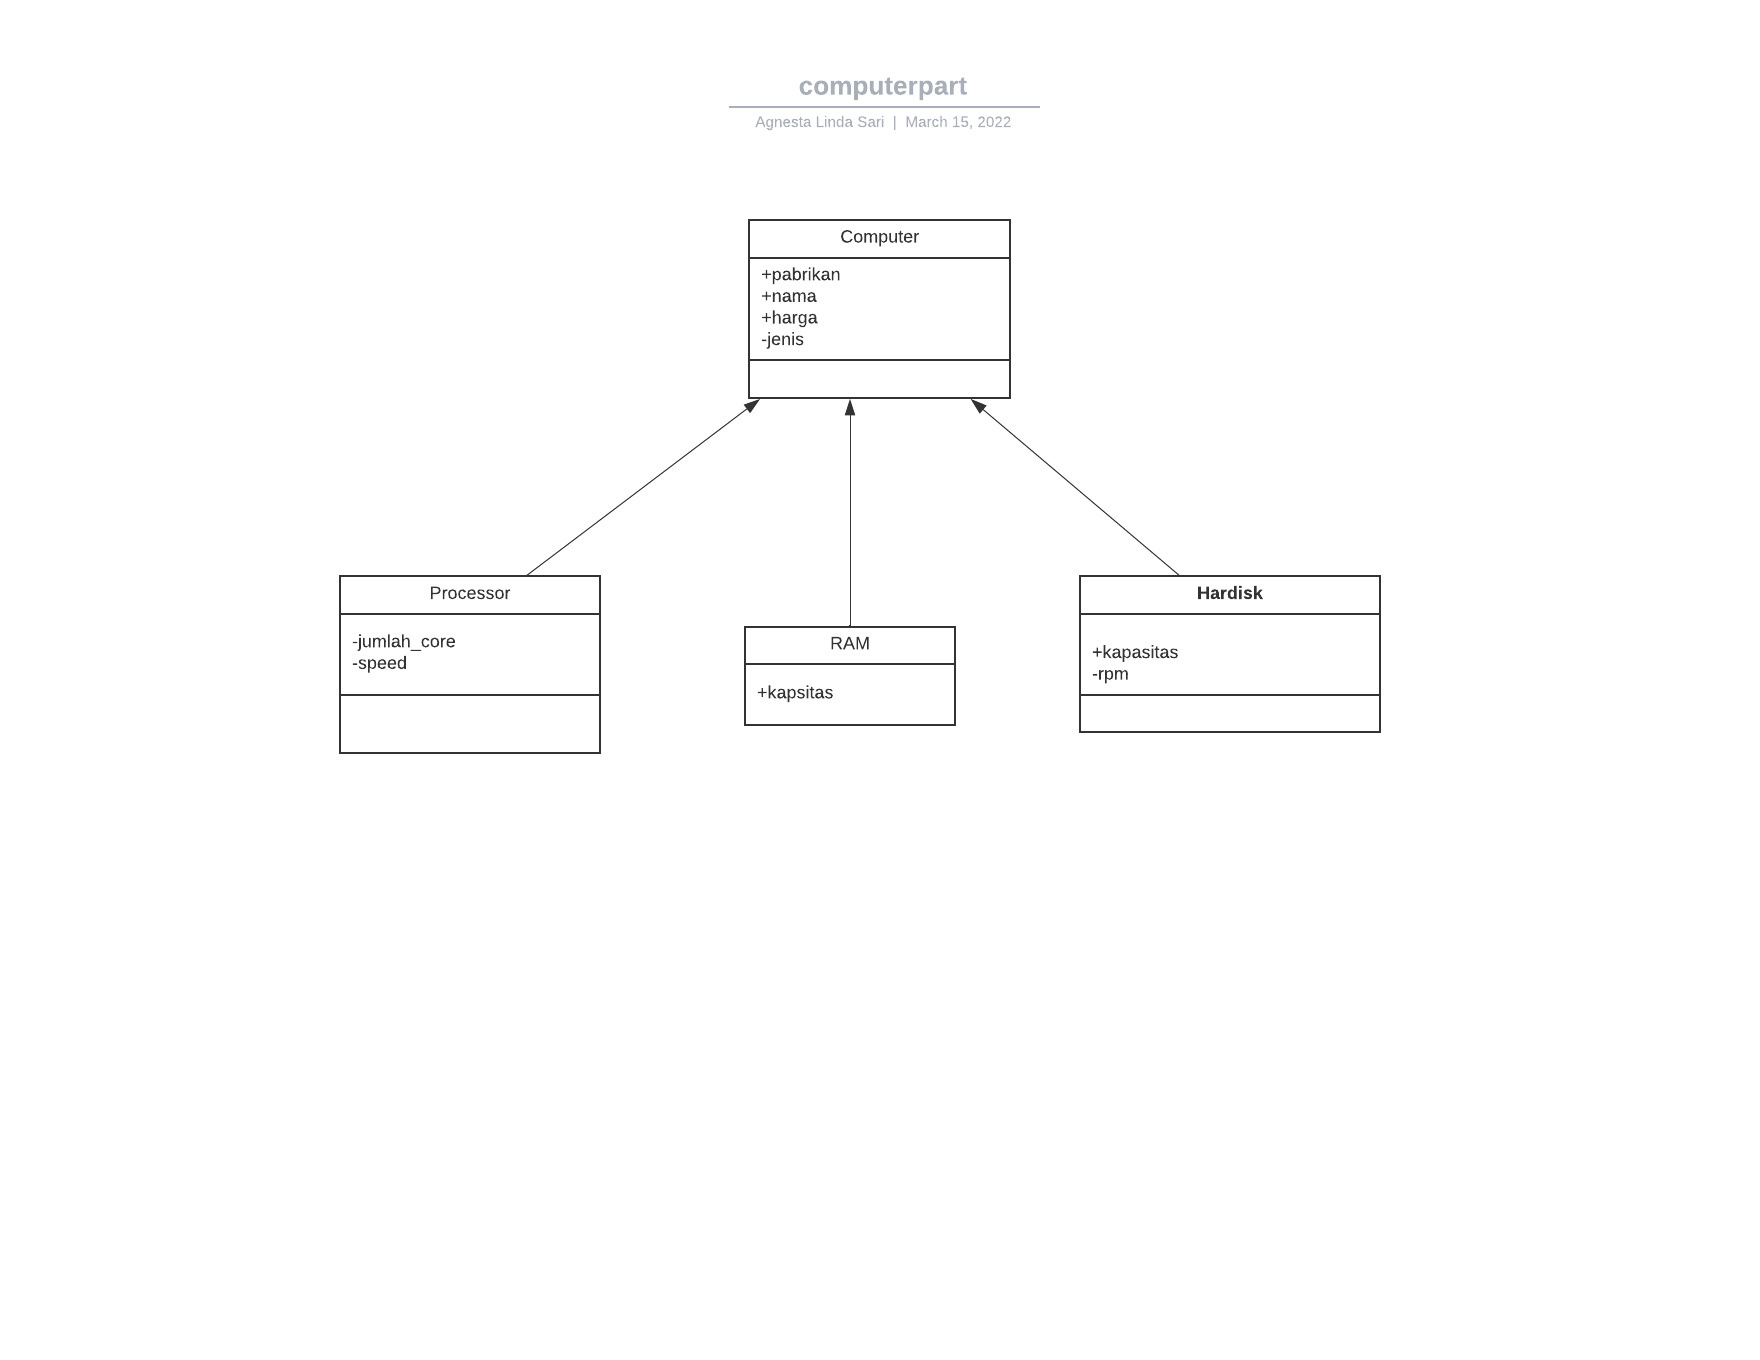 computerpart
Agnesta Linda Sari | March 15, 2022
Computer
+pabrikan
+nama
+harga
-jenis
Processor
-jumlah_core
-speed
RAM
+kapsitas
Hardisk
+kapasitas
-rpm